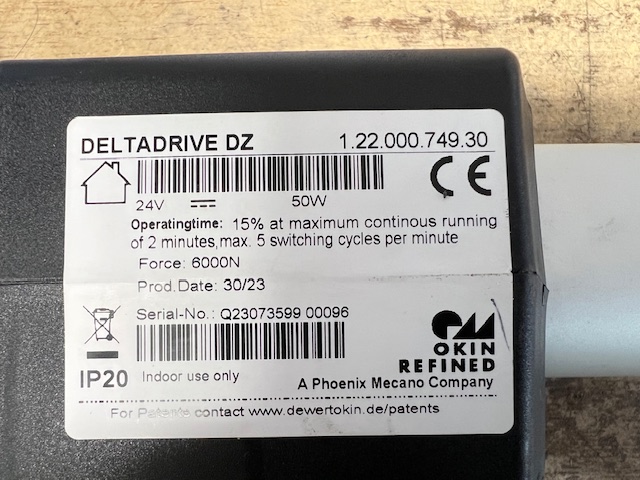 DELTADRIVE DZ 1.22.000.749.30
CE
24V 50W
Operatingtime: 15% at maximum continous running
of 2 minutes,max. 5 switching cycles per minute
Force: 6000N
Prod.Date: 30/23
Serial-No.: Q23073599 00096
OKIN
REFINED
IP20 Indoor use only
A Phoenix Mecano Company
For Patents contact www.dewertokin.de/patents